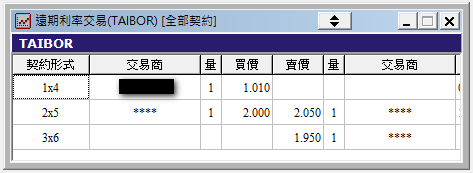 遠期利率交易(TAIBOR) [全部契約]
TAIBOR
契約形式 交易商 量 買價 賣價 量 交易商
1x4 1 1.010
2x5 **** 1 2.000 2.050 1 ****
3x6 1.950 1 ****